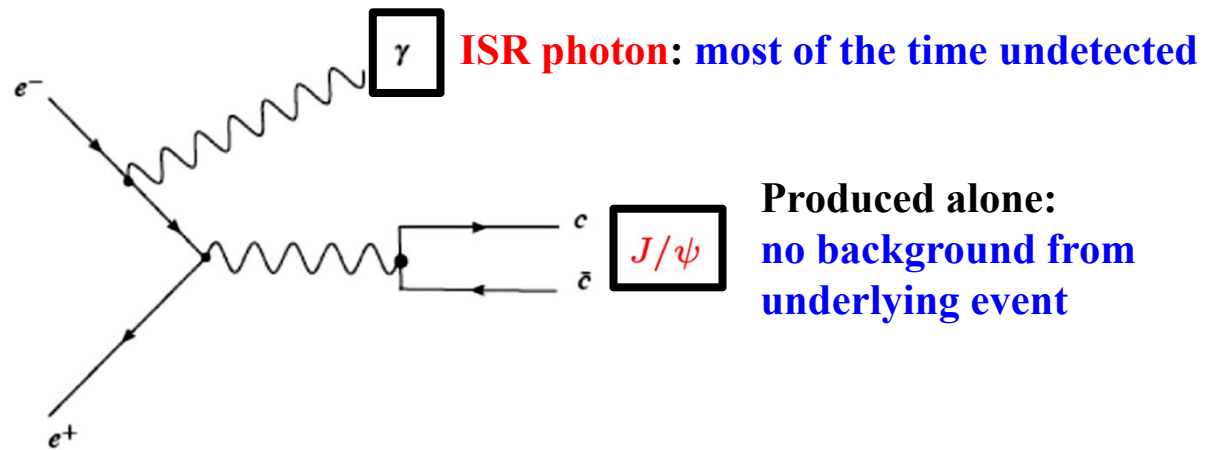 γ ISR photon: most of the time undetected
e⁻
Produced alone:
c
J/ψ no background from
c̄
underlying event
e⁺